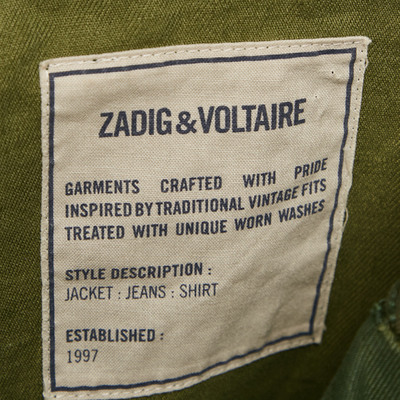 ZADIG&VOLTAIRE
GARMENTS CRAFTED WITH PRIDE
INSPIRED BY TRADITIONAL VINTAGE FITS
TREATED WITH UNIQUE WORN WASHES
STYLE DESCRIPTION :
JACKET : JEANS : SHIRT
ESTABLISHED :
1997